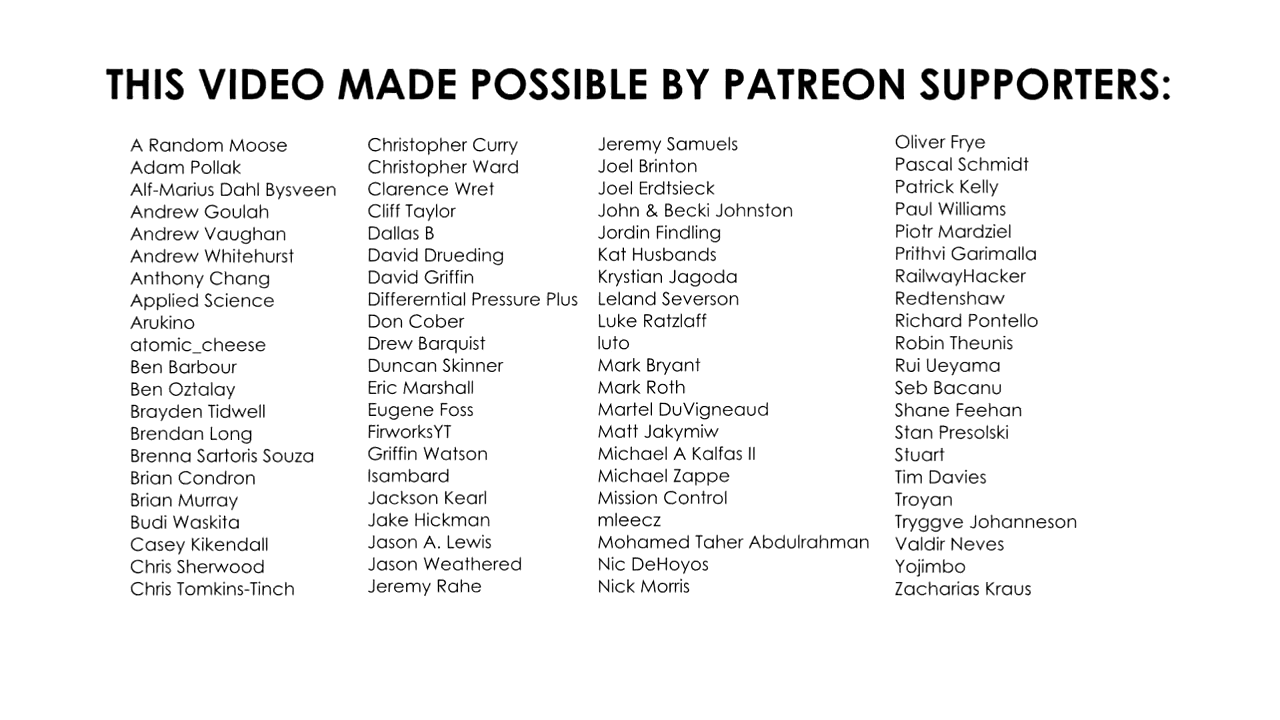 THIS VIDEO MADE POSSIBLE BY PATREON SUPPORTERS:
A Random Moose
Adam Pollak
Alf-Marius Dahl Bysveen
Andrew Goulah
Andrew Vaughan
Andrew Whitehurst
Anthony Chang
Applied Science
Arukino
atomic_cheese
Ben Barbour
Ben Oztalay
Brayden Tidwell
Brendan Long
Brenna Sartoris Souza
Brian Condron
Brian Murray
Budi Waskita
Casey Kikendall
Chris Sherwood
Chris Tomkins-Tinch
Christopher Curry
Christopher Ward
Clarence Wret
Cliff Taylor
Dallas B
David Drueding
David Griffin
Differerntial Pressure Plus
Don Cober
Drew Barquist
Duncan Skinner
Eric Marshall
Eugene Foss
FirworksYT
Griffin Watson
Isambard
Jackson Kearl
Jake Hickman
Jason A. Lewis
Jason Weathered
Jeremy Rahe
Jeremy Samuels
Joel Brinton
Joel Erdtsieck
John & Becki Johnston
Jordin Findling
Kat Husbands
Krystian Jagoda
Leland Severson
Luke Ratzlaff
luto
Mark Bryant
Mark Roth
Martel DuVigneaud
Matt Jakymiw
Michael A Kalfas II
Michael Zappe
Mission Control
mleecz
Mohamed Taher Abdulrahman
Nic DeHoyos
Nick Morris
Oliver Frye
Pascal Schmidt
Patrick Kelly
Paul Williams
Piotr Mardziel
Prithvi Garimalla
RailwayHacker
Redtenshaw
Richard Pontello
Robin Theunis
Rui Ueyama
Seb Bacanu
Shane Feehan
Stan Presolski
Stuart
Tim Davies
Troyan
Tryggve Johanneson
Valdir Neves
Yojimbo
Zacharias Kraus